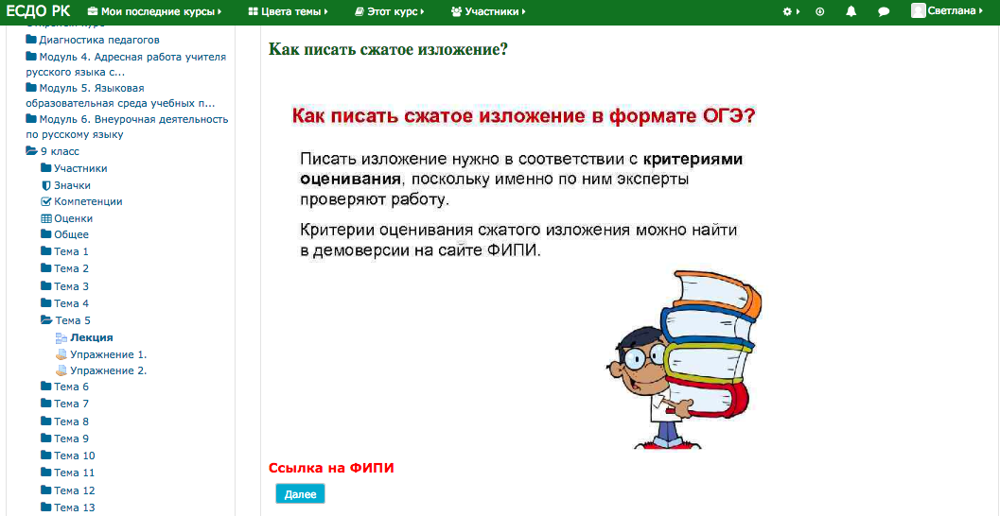 ЕСДО РК
Мои последние курсы
Цвета темы
Этот курс
Участники
Светлана
Диагностика педагогов
Модуль 4. Адресная работа учителя
русского языка с...
Модуль 5. Языковая
образовательная среда учебных п...
Модуль 6. Внеурочная деятельность
по русскому языку
9 класс
Участники
Значки
Компетенции
Оценки
Общее
Тема 1
Тема 2
Тема 3
Тема 4
Тема 5
Лекция
Упражнение 1.
Упражнение 2.
Тема 6
Тема 7
Тема 8
Тема 9
Тема 10
Тема 11
Тема 12
Тема 13
Как писать сжатое изложение?
Как писать сжатое изложение в формате ОГЭ?
Писать изложение нужно в соответствии с критериями
оценивания, поскольку именно по ним эксперты
проверяют работу.
Критерии оценивания сжатого изложения можно найти
в демоверсии на сайте ФИПИ.
Ссылка на ФИПИ
Далее